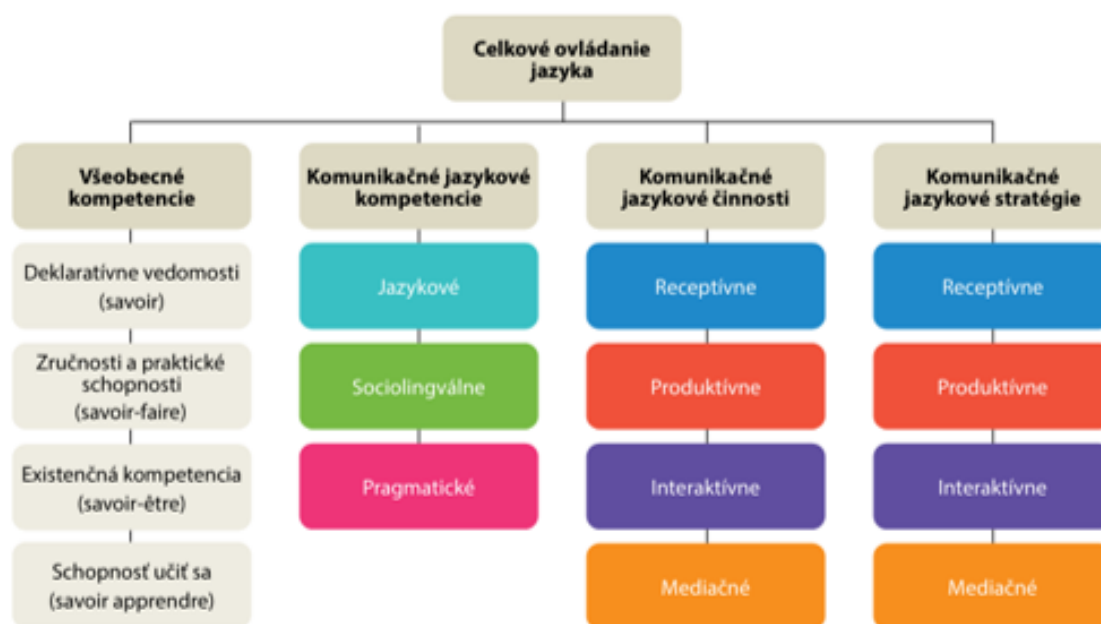 Celkové ovládanie
jazyka
Všeobecné
kompetencie
Deklaratívne vedomosti
(savoir)
Zručnosti a praktické
schopnosti
(savoir-faire)
Existenčná kompetencia
(savoir-être)
Schopnosť učiť sa
(savoir apprendre)
Komunikačné jazykové
kompetencie
Jazykové
Sociolingválne
Pragmatické
Komunikačné
jazykové činnosti
Receptívne
Produktívne
Interaktívne
Mediačné
Komunikačné
jazykové stratégie
Receptívne
Produktívne
Interaktívne
Mediačné